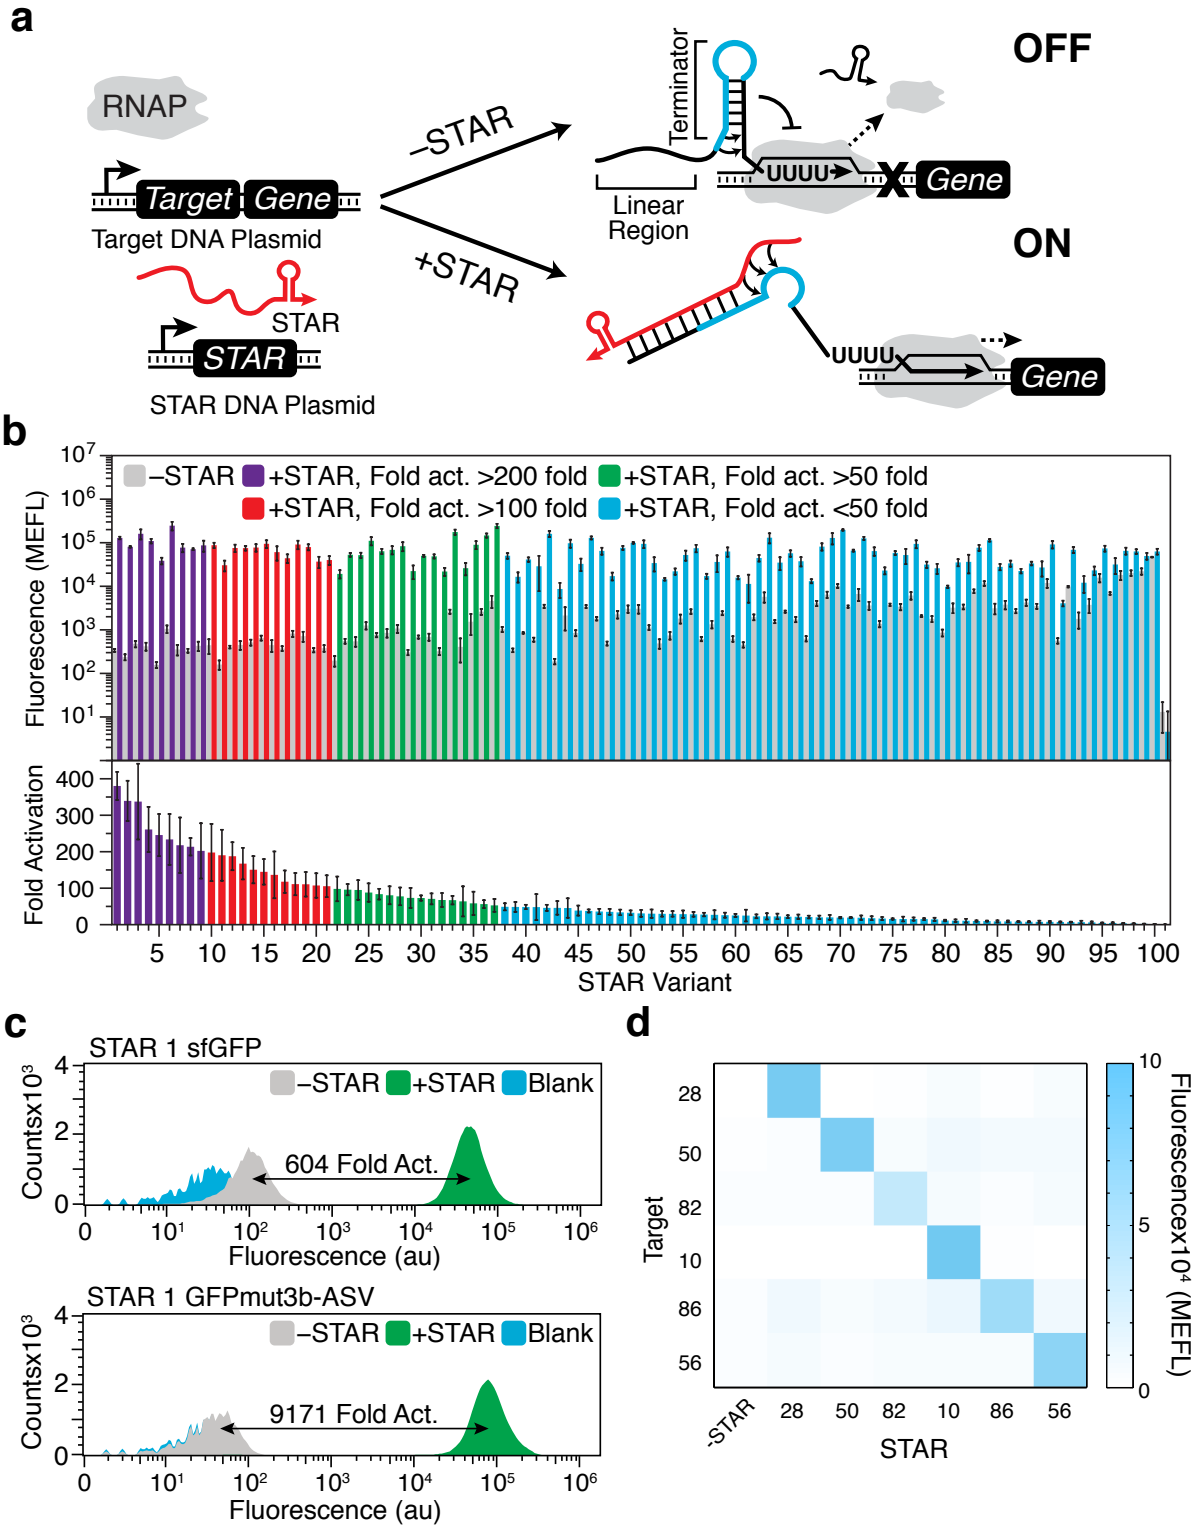 a
RNAP
Target Gene
Target DNA Plasmid
STAR
STAR
STAR DNA Plasmid
–STAR
+STAR
Terminator
OFF
UUUU
X
Gene
Linear
Region
ON
UUUU
Gene
b
Fluorescence (MEFL)
10⁷
10⁶
10⁵
10⁴
10³
10²
10¹
–STAR +STAR, Fold act. >200 fold +STAR, Fold act. >50 fold
+STAR, Fold act. >100 fold +STAR, Fold act. <50 fold
Fold Activation
400
300
200
100
0
5 10 15 20 25 30 35 40 45 50 55 60 65 70 75 80 85 90 95 100
STAR Variant
c
STAR 1 sfGFP
Countsx10³
4
2
0
–STAR +STAR Blank
604 Fold Act.
0 10¹ 10² 10³ 10⁴ 10⁵ 10⁶
Fluorescence (au)
STAR 1 GFPmut3b-ASV
Countsx10³
4
2
0
–STAR +STAR Blank
9171 Fold Act.
0 10¹ 10² 10³ 10⁴ 10⁵ 10⁶
Fluorescence (au)
d
Target
28
50
82
10
86
56
-STAR 28 50 82 10 86 56
STAR
10
5
0
Fluorescencex10⁴ (MEFL)